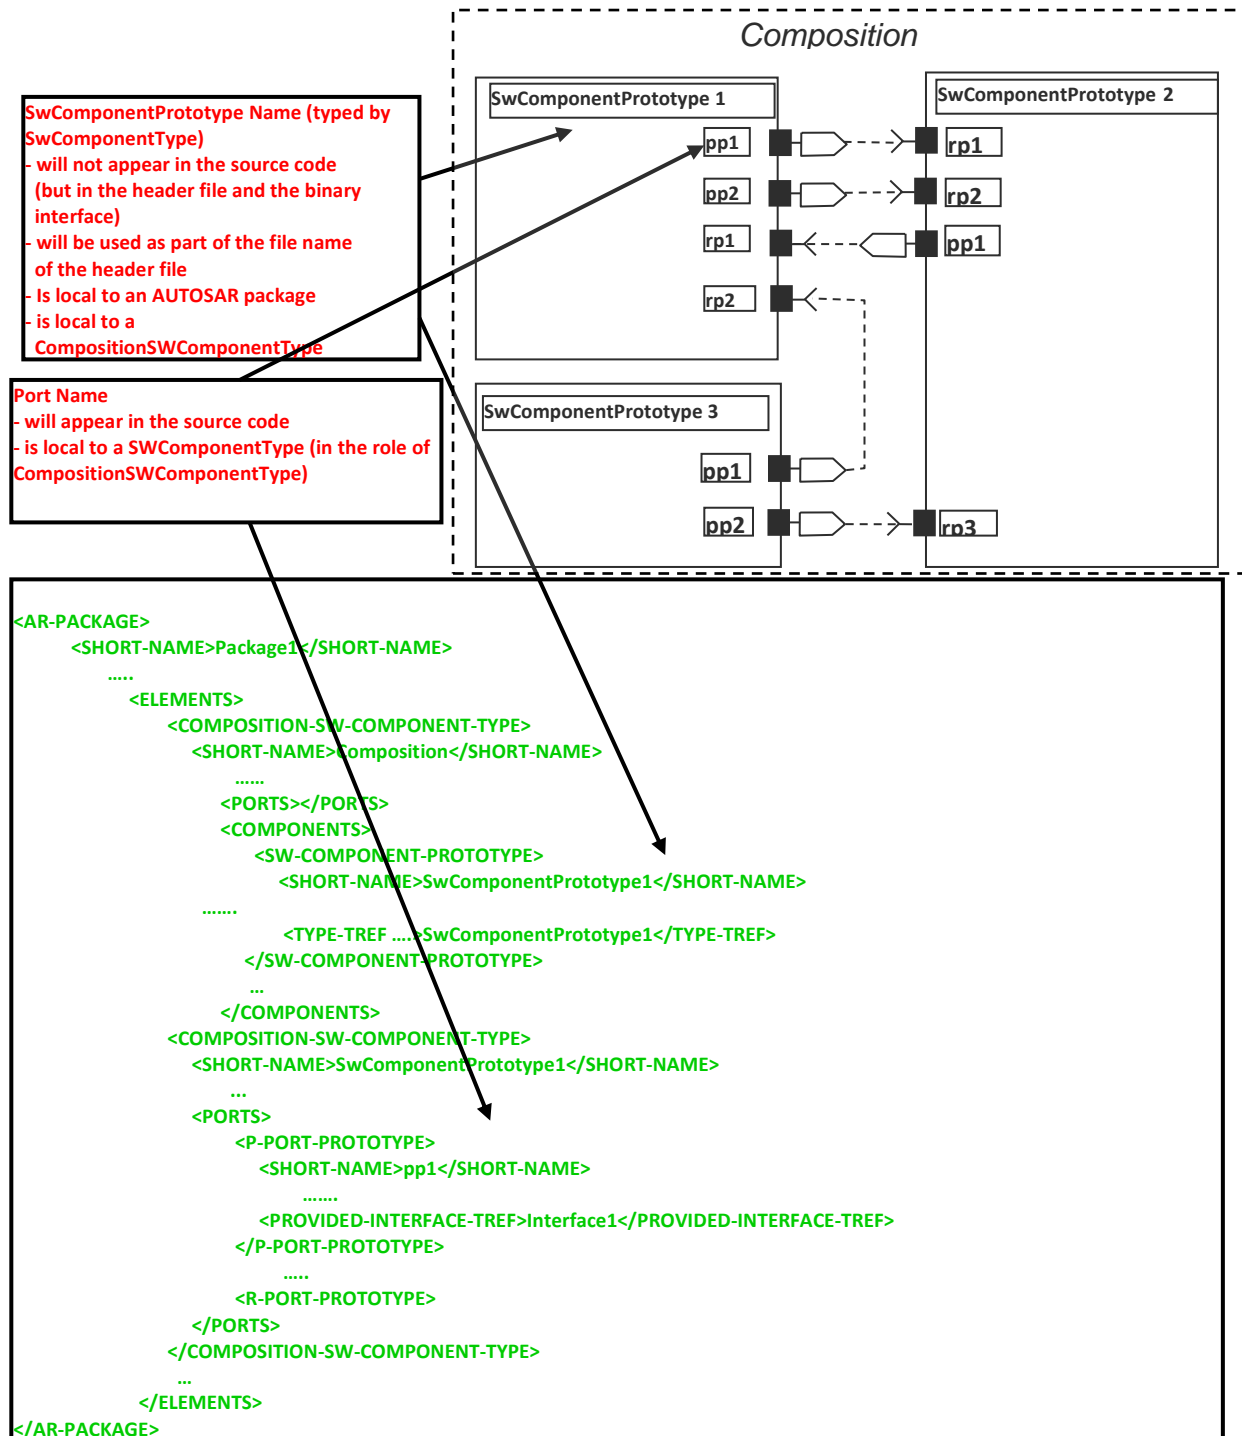 Composition
SwComponentPrototype 1
pp1
pp2
rp1
rp2
SwComponentPrototype 2
rp1
rp2
pp1
rp3
SwComponentPrototype 3
pp1
pp2
SwComponentPrototype Name (typed by
SwComponentType)
- will not appear in the source code
(but in the header file and the binary
interface)
- will be used as part of the file name
of the header file
- Is local to an AUTOSAR package
- is local to a
CompositionSWComponentType
Port Name
- will appear in the source code
- is local to a SWComponentType (in the role of
CompositionSWComponentType)
<AR-PACKAGE>
<SHORT-NAME>Package1</SHORT-NAME>
…..
<ELEMENTS>
<COMPOSITION-SW-COMPONENT-TYPE>
<SHORT-NAME>Composition</SHORT-NAME>
……
<PORTS></PORTS>
<COMPONENTS>
<SW-COMPONENT-PROTOTYPE>
<SHORT-NAME>SwComponentPrototype1</SHORT-NAME>
…….
<TYPE-TREF …..>SwComponentPrototype1</TYPE-TREF>
</SW-COMPONENT-PROTOTYPE>
…
</COMPONENTS>
<COMPOSITION-SW-COMPONENT-TYPE>
<SHORT-NAME>SwComponentPrototype1</SHORT-NAME>
...
<PORTS>
<P-PORT-PROTOTYPE>
<SHORT-NAME>pp1</SHORT-NAME>
…….
<PROVIDED-INTERFACE-TREF>Interface1</PROVIDED-INTERFACE-TREF>
</P-PORT-PROTOTYPE>
…..
<R-PORT-PROTOTYPE>
</PORTS>
</COMPOSITION-SW-COMPONENT-TYPE>
…
</ELEMENTS>
</AR-PACKAGE>